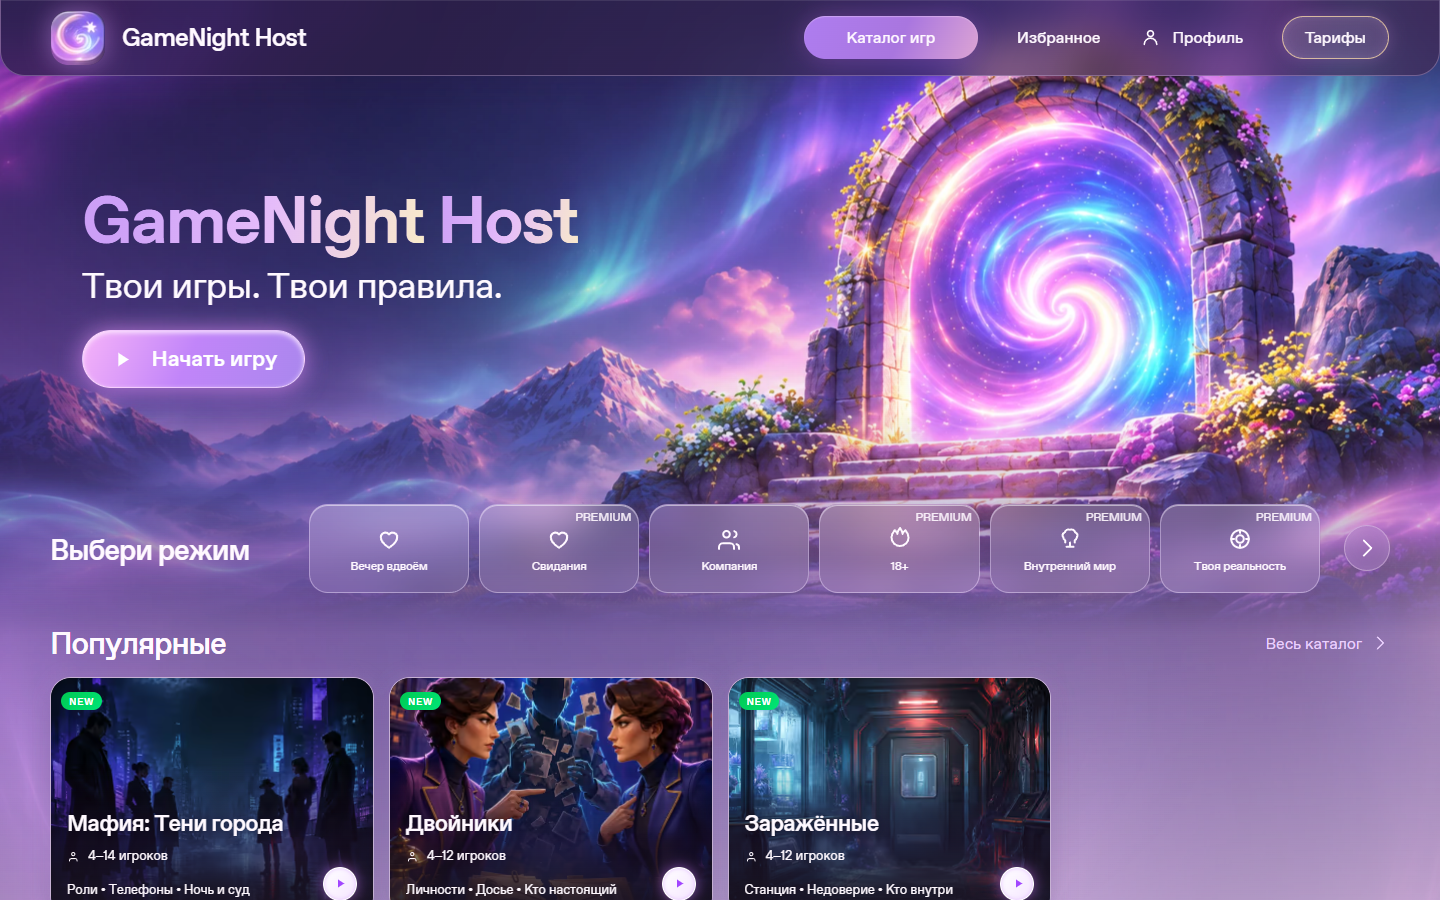 GameNight Host
Каталог игр
Избранное
Профиль
Тарифы
GameNight Host
Твои игры. Твои правила.
Начать игру
Выбери режим
Вечер вдвоём
PREMIUM
Свидания
Компания
PREMIUM
18+
PREMIUM
Внутренний мир
PREMIUM
Твоя реальность
Популярные
Весь каталог
NEW
Мафия: Тени города
4–14 игроков
Роли • Телефоны • Ночь и суд
NEW
Двойники
4–12 игроков
Личности • Досье • Кто настоящий
NEW
Заражённые
4–12 игроков
Станция • Недоверие • Кто внутри